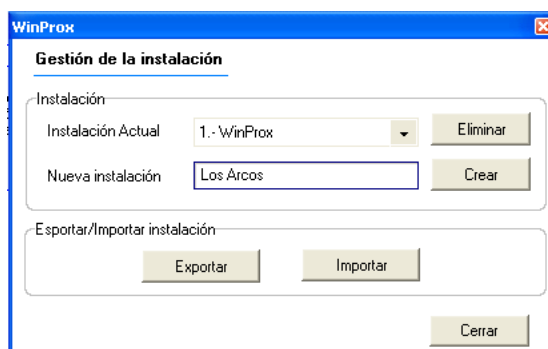 WinProx
Gestión de la instalación
Instalación
Instalación Actual 1.- WinProx Eliminar
Nueva instalación Los Arcos Crear
Esportar/Importar instalación
Exportar Importar
Cerrar